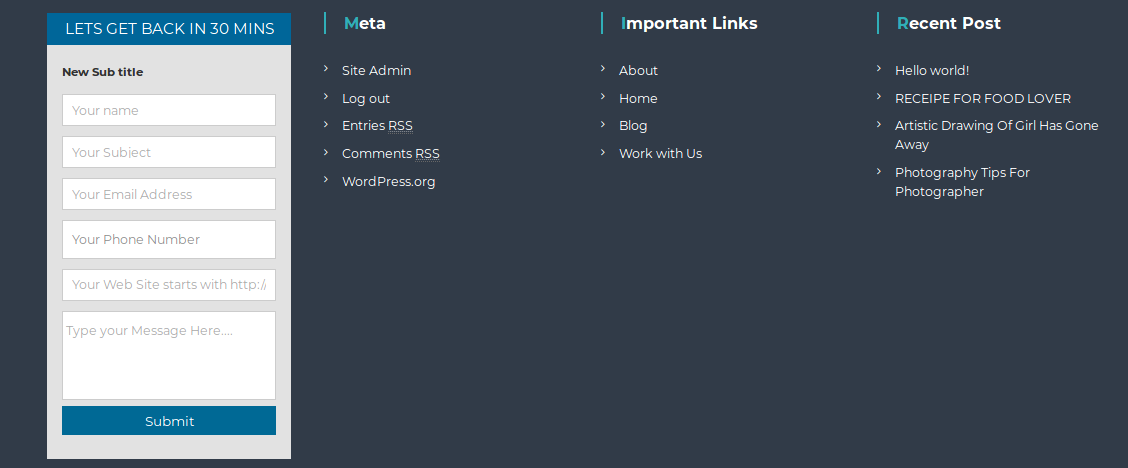 LETS GET BACK IN 30 MINS
New Sub title
Your name
Your Subject
Your Email Address
Your Phone Number
Your Web Site starts with http:/
Type your Message Here....
Submit
Meta
Site Admin
Log out
Entries RSS
Comments RSS
WordPress.org
Important Links
About
Home
Blog
Work with Us
Recent Post
Hello world!
RECEIPE FOR FOOD LOVER
Artistic Drawing Of Girl Has Gone
Away
Photography Tips For
Photographer